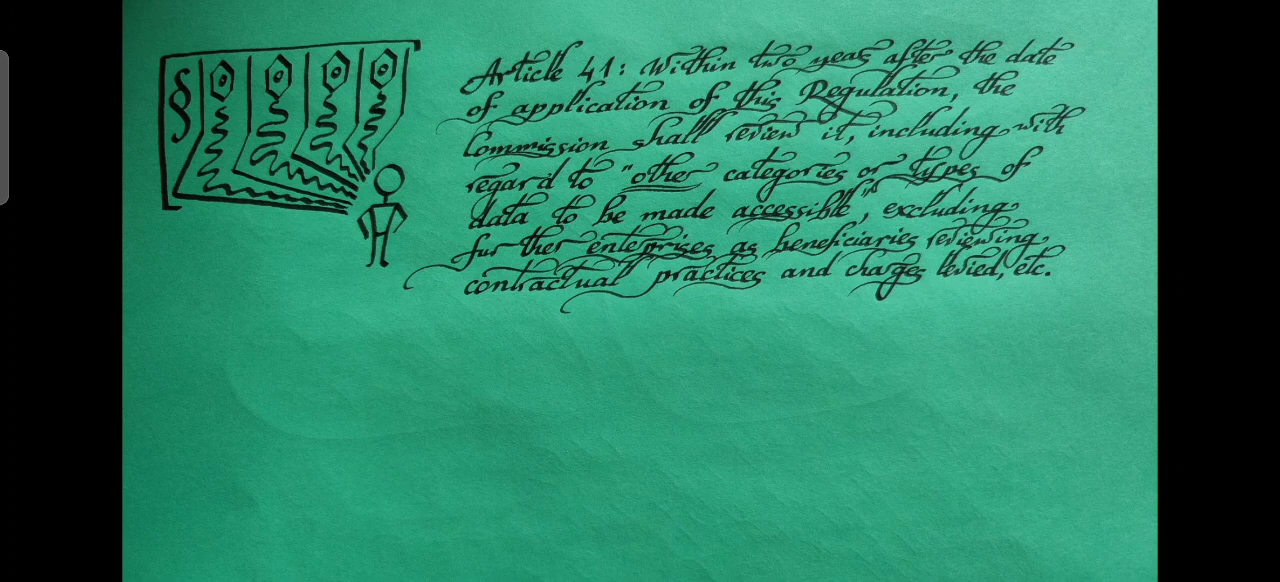 §
Article 41: Within two years after the date
of application of this Regulation, the
Commission shall review it, including with
regard to "other categories or types of
data to be made accessible", excluding
further enterprises as beneficiaries reviewing
contractual practices and charges levied, etc.